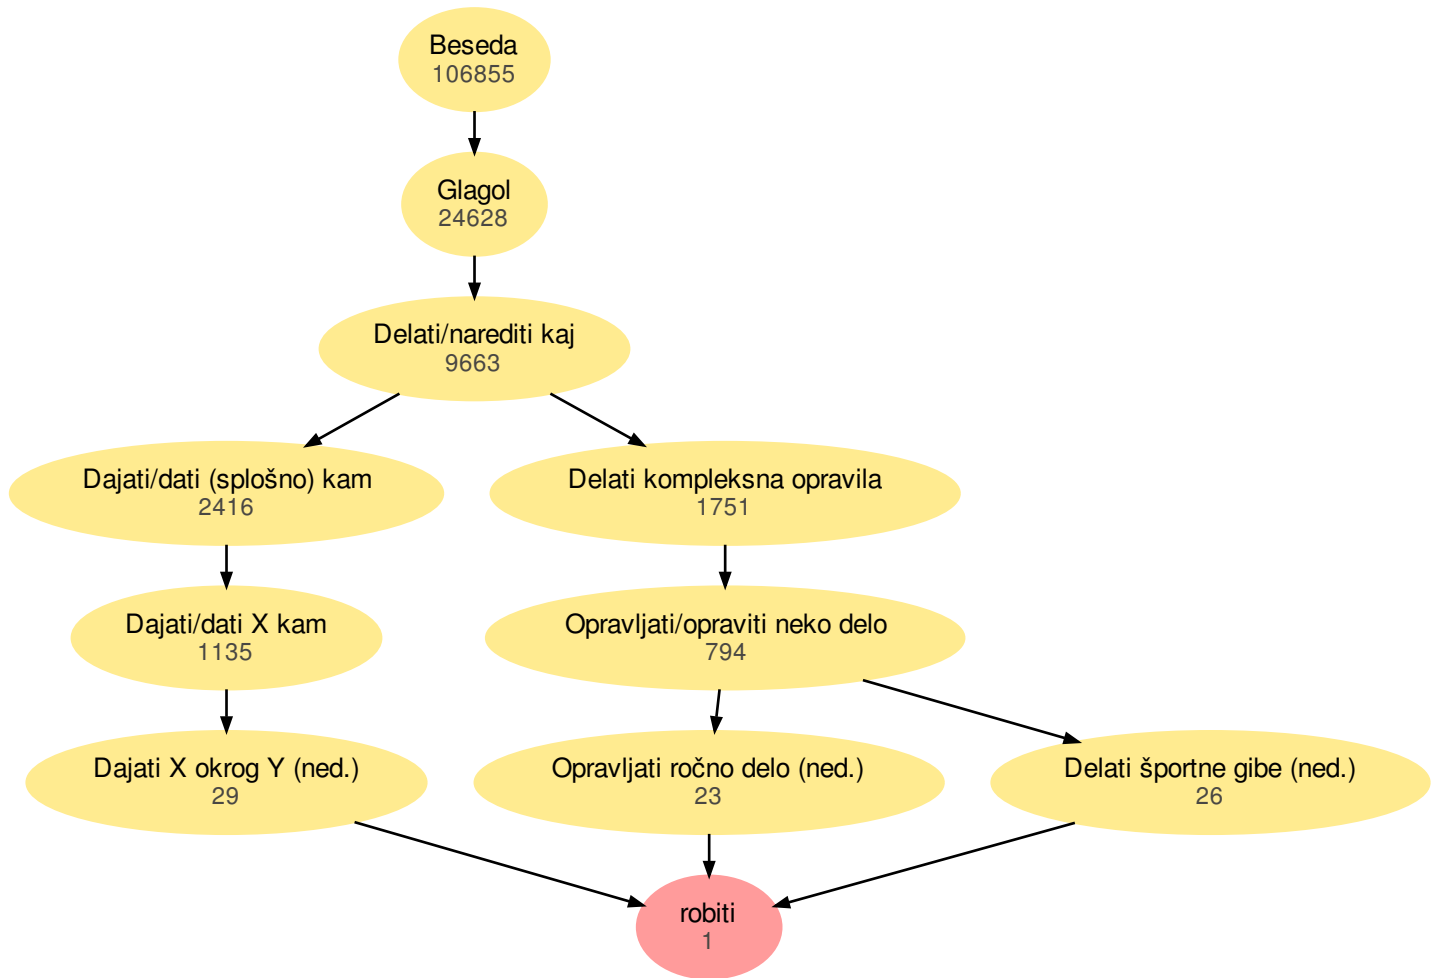 Beseda
106855
Glagol
24628
Delati/narediti kaj
9663
Dajati/dati (splošno) kam
2416
Delati kompleksna opravila
1751
Dajati/dati X kam
1135
Opravljati/opraviti neko delo
794
Dajati X okrog Y (ned.)
29
Opravljati ročno delo (ned.)
23
Delati športne gibe (ned.)
26
robiti
1